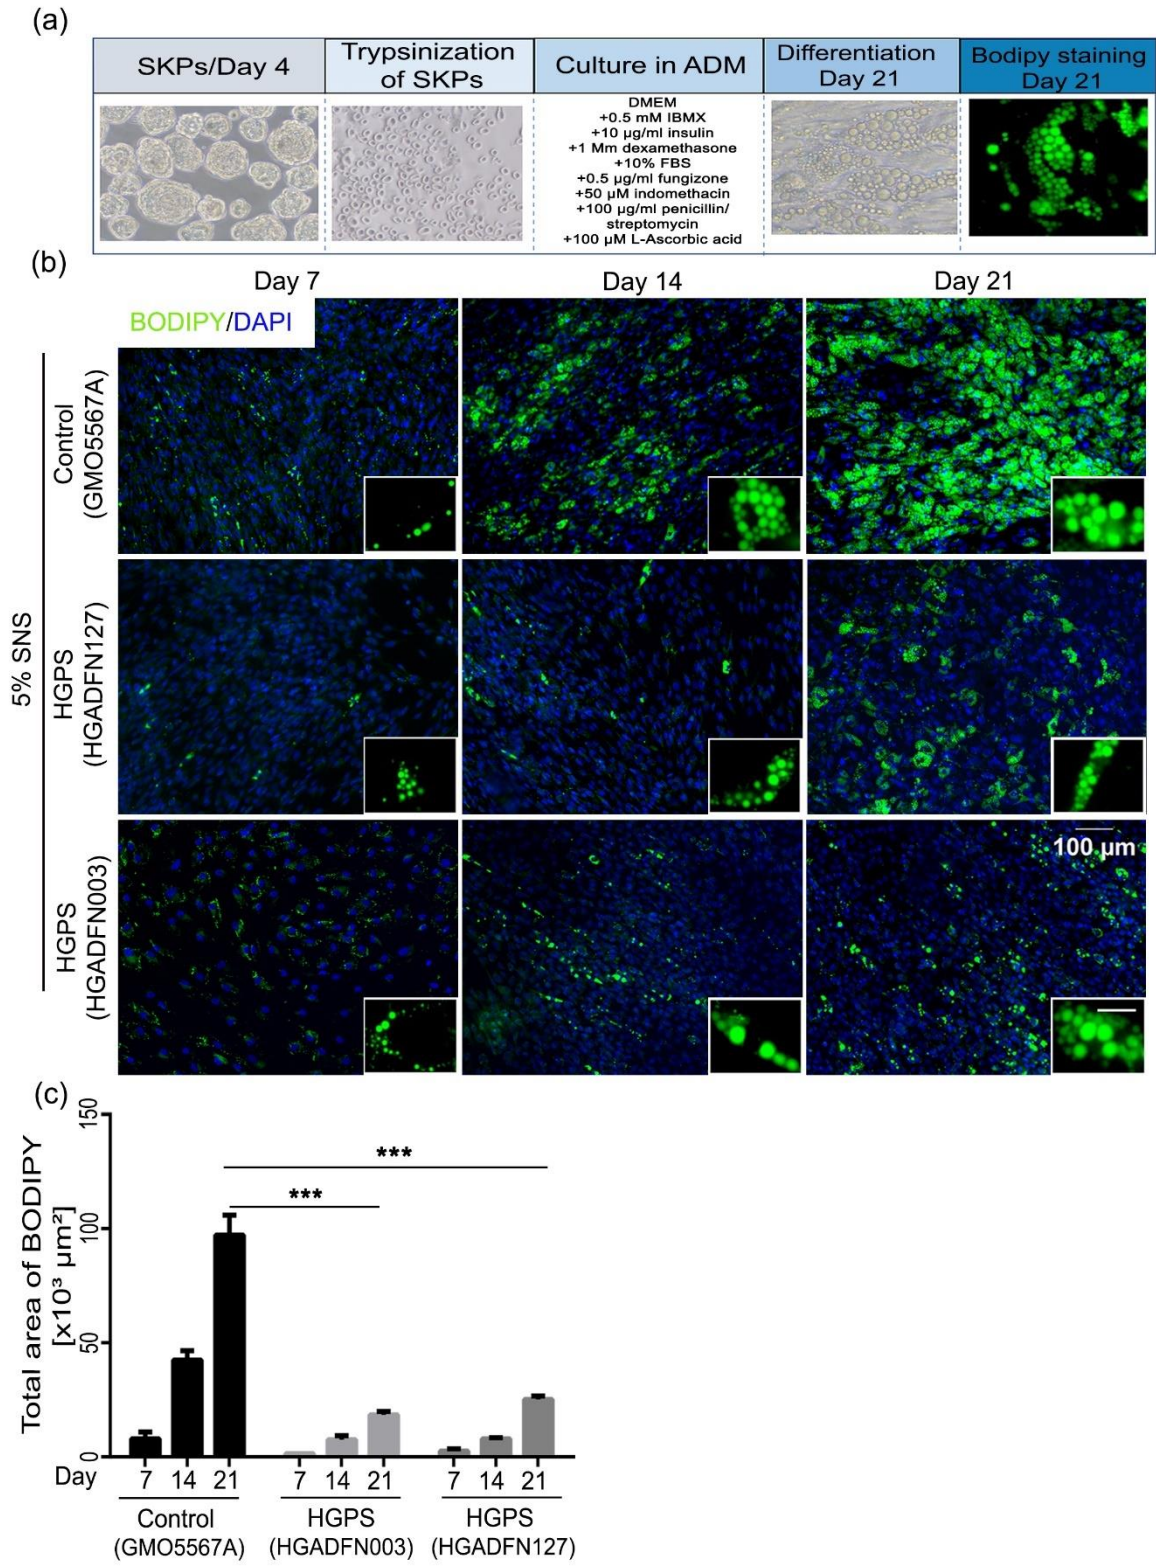 (a)
SKPs/Day 4
Trypsinization
of SKPs
Culture in ADM
Differentiation
Day 21
Bodipy staining
Day 21
DMEM
+0.5 mM IBMX
+10 µg/ml insulin
+1 Mm dexamethasone
+10% FBS
+0.5 µg/ml fungizone
+50 µM indomethacin
+100 µg/ml penicillin/
streptomycin
+100 µM L-Ascorbic acid
(b)
Day 7
Day 14
Day 21
BODIPY/DAPI
5% SNS
Control
(GMO5567A)
HGPS
(HGADFN127)
HGPS
(HGADFN003)
100 µm
(c)
Total area of BODIPY
[x10³ µm²]
150
100
50
0
***
***
Day 7 14 21 7 14 21 7 14 21
Control
(GMO5567A)
HGPS
(HGADFN003)
HGPS
(HGADFN127)